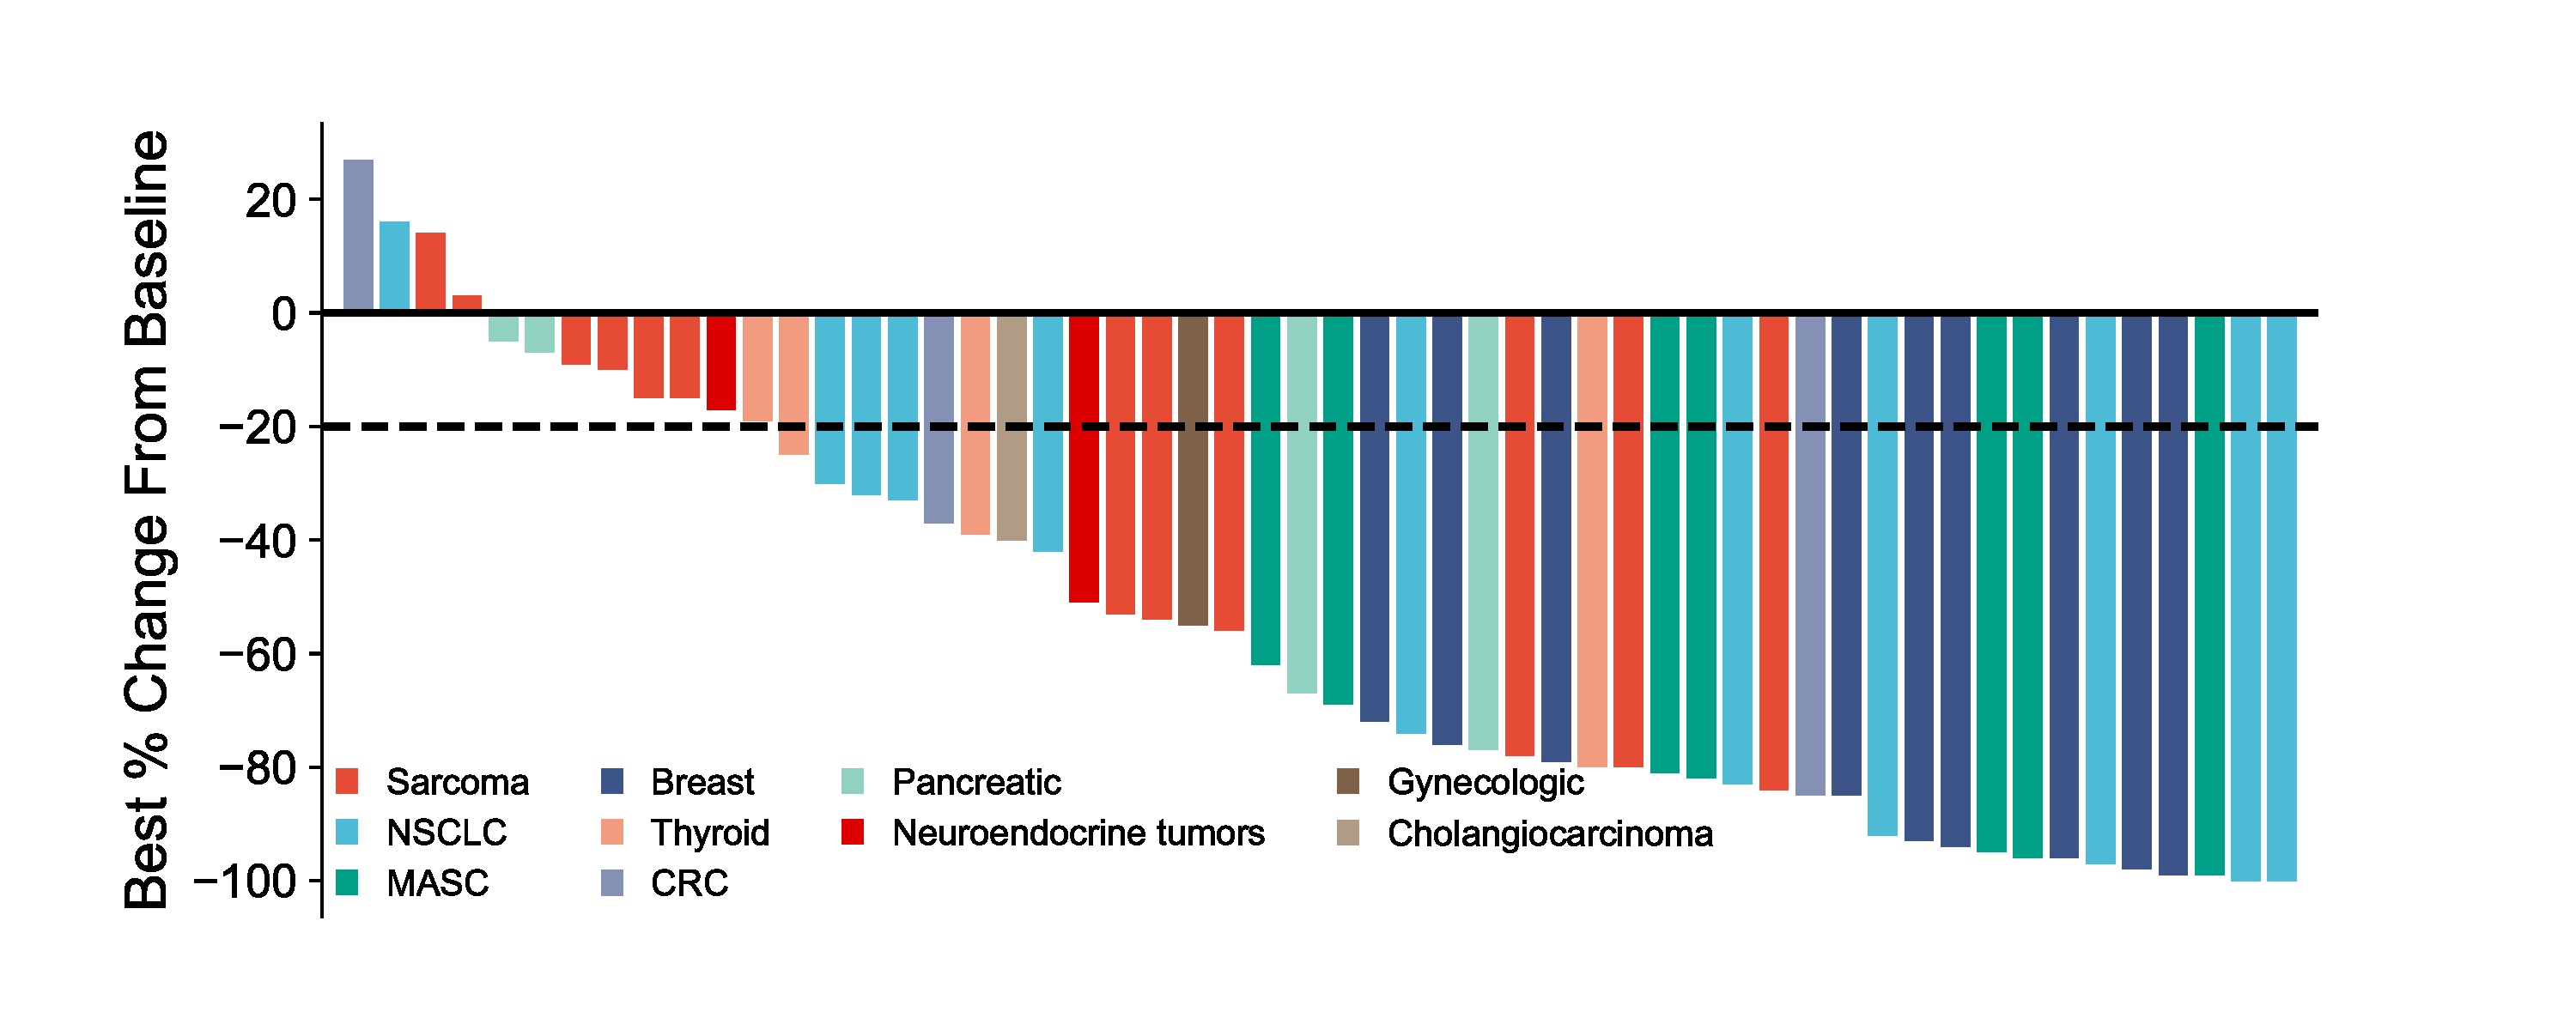 Best % Change From Baseline
20
0
−20
−40
−60
−80
−100
Sarcoma
NSCLC
MASC
Breast
Thyroid
CRC
Pancreatic
Neuroendocrine tumors
Gynecologic
Cholangiocarcinoma